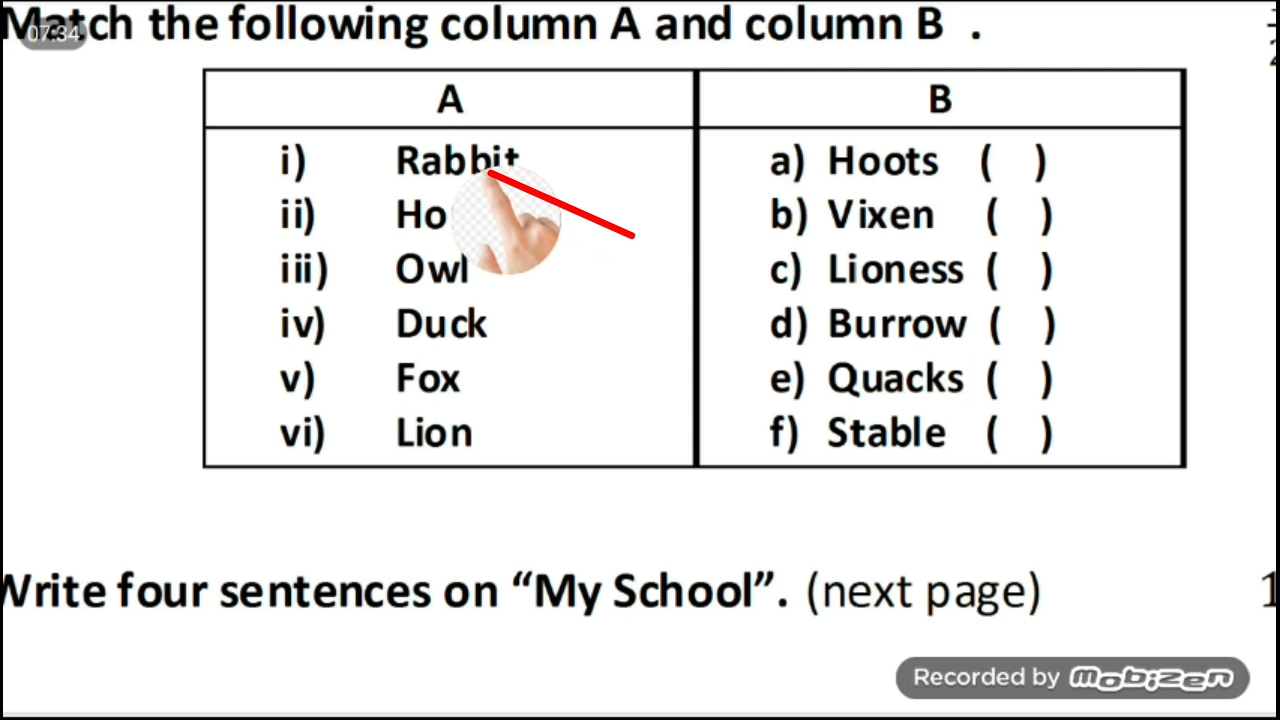 Match the following column A and column B .
07:34
A B
i) Rabbit a) Hoots ( )
ii) Ho b) Vixen ( )
iii) Owl c) Lioness ( )
iv) Duck d) Burrow ( )
v) Fox e) Quacks ( )
vi) Lion f) Stable ( )
Write four sentences on “My School”. (next page) 1
Recorded by Mobizen